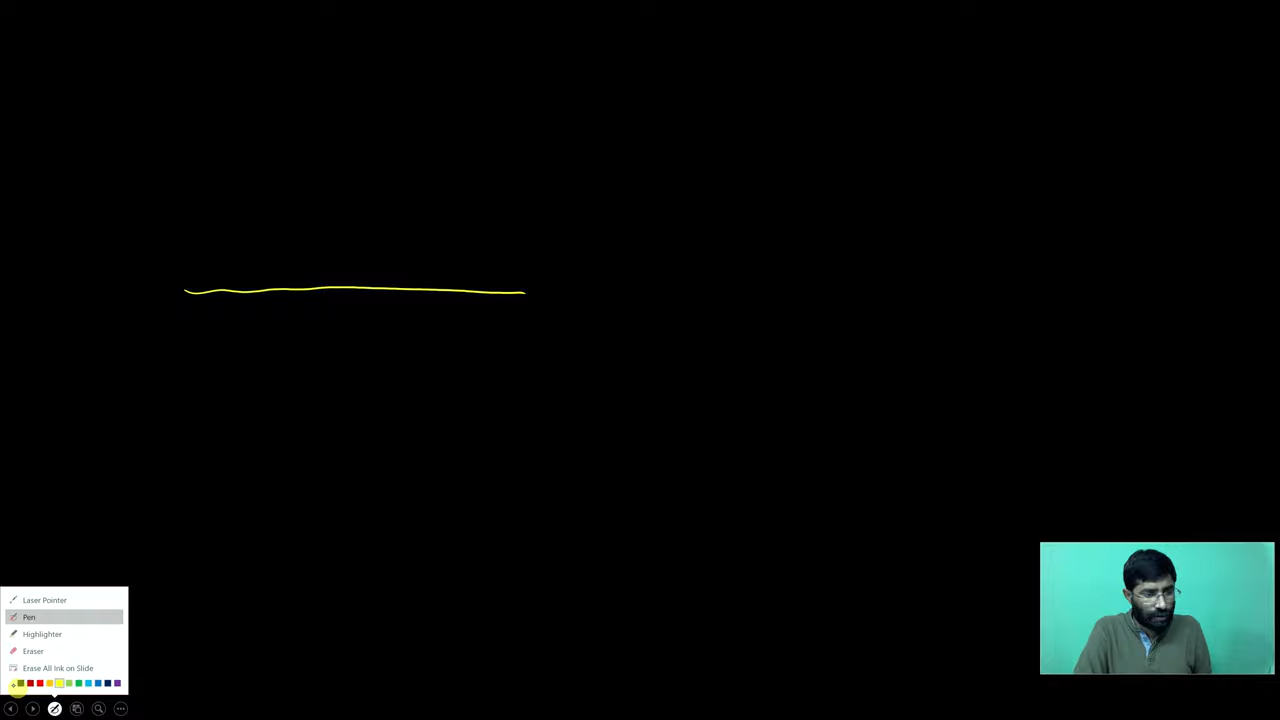 Laser Pointer
Pen
Highlighter
Eraser
Erase All Ink on Slide